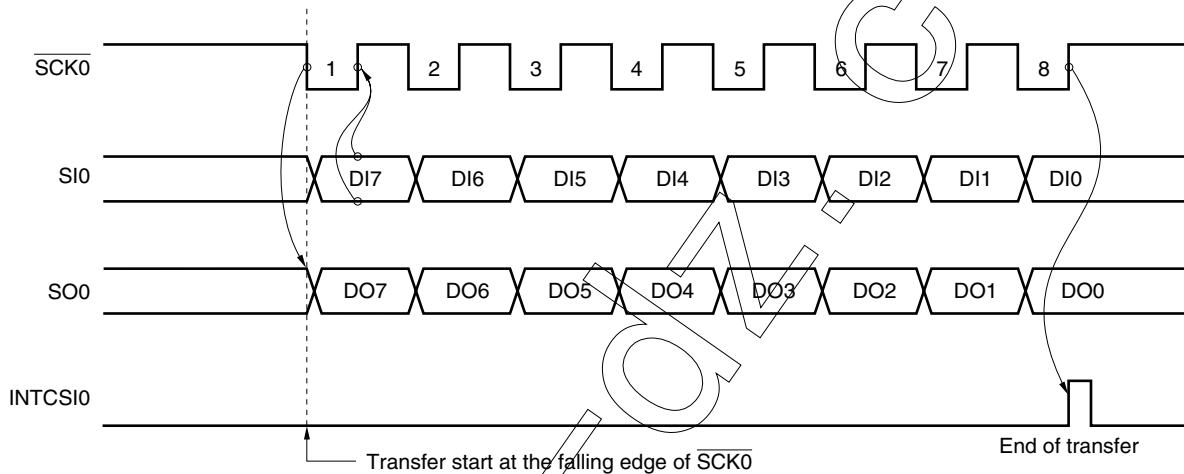 SCK0 1 2 3 4 5 6 7 8
SI0 DI7 DI6 DI5 DI4 DI3 DI2 DI1 DI0
SO0 DO7 DO6 DO5 DO4 DO3 DO2 DO1 DO0
INTCSI0
End of transfer
Transfer start at the falling edge of SCK0